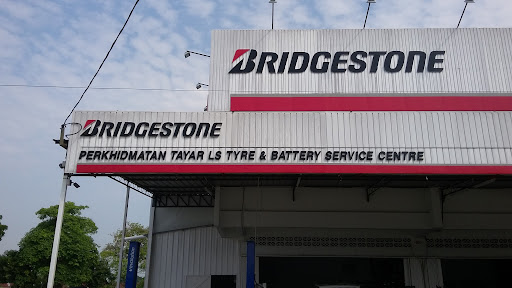 BRIDGESTONE
BRIDGESTONE
PERKHIDMATAN TAYAR LS TYRE & BATTERY SERVICE CENTRE